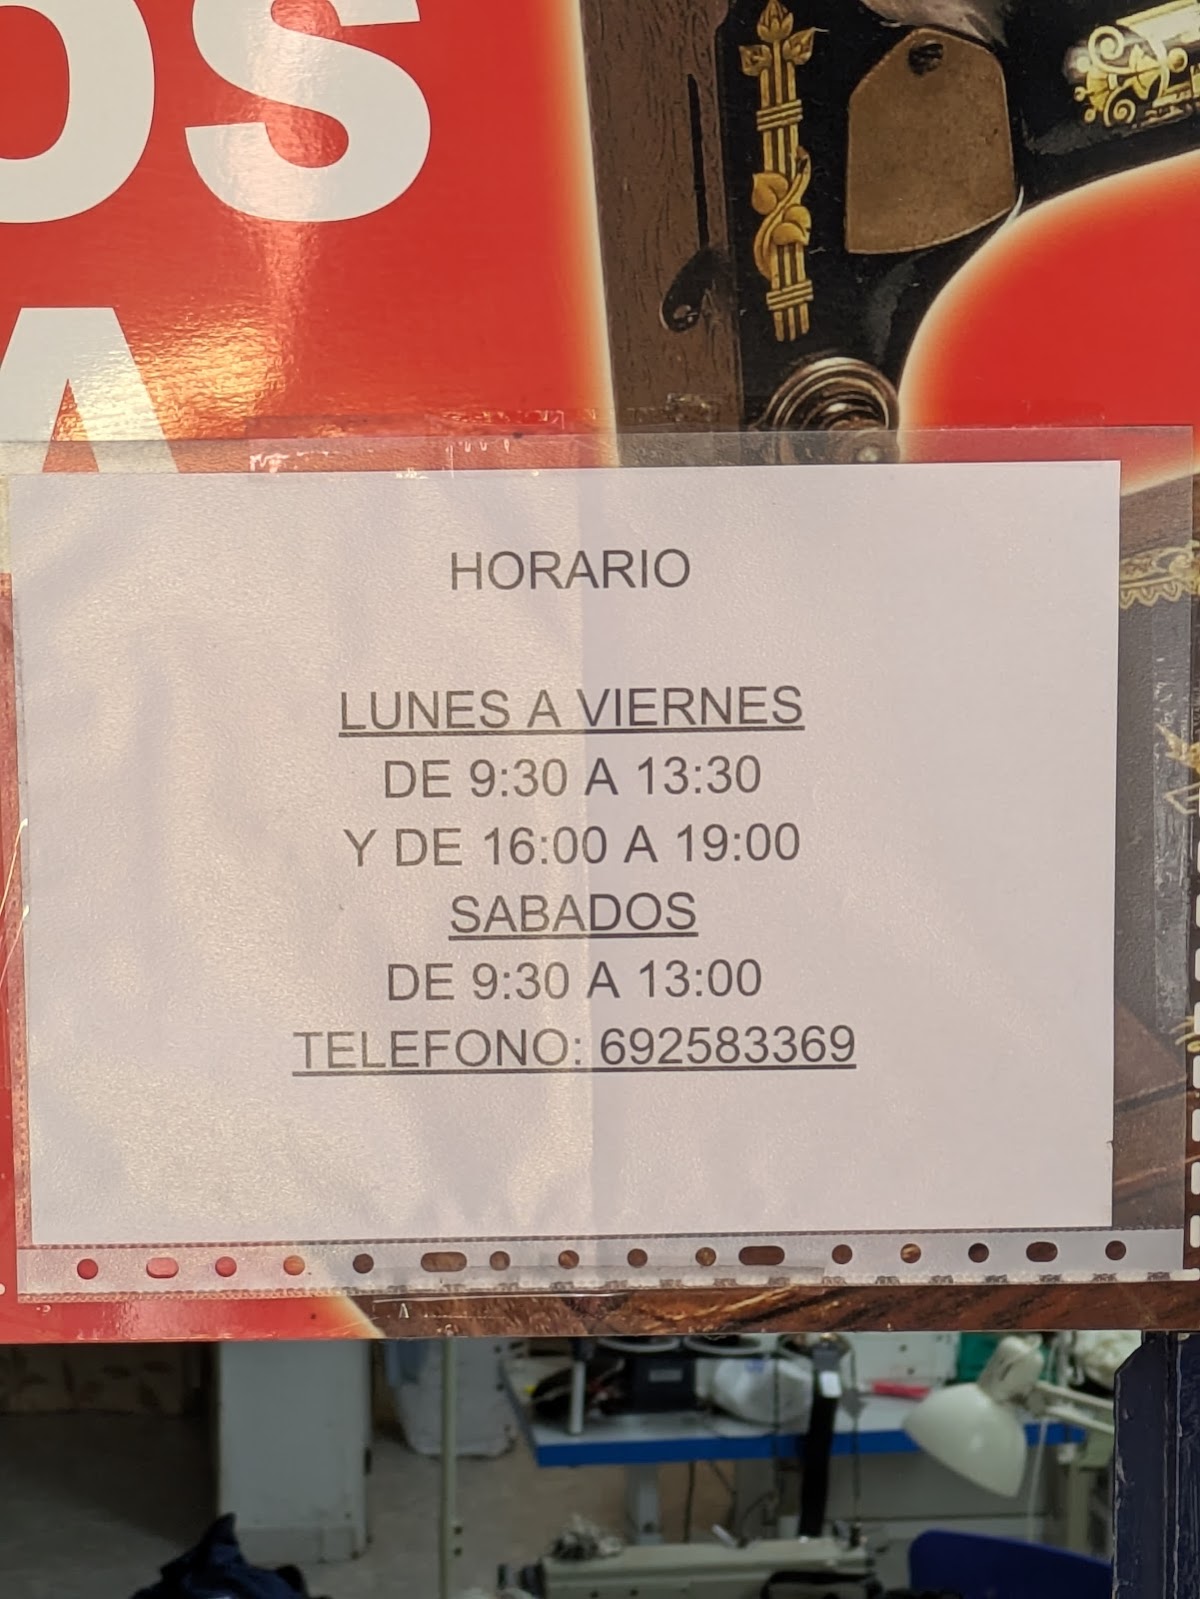 OS
A
HORARIO
LUNES A VIERNES
DE 9:30 A 13:30
Y DE 16:00 A 19:00
SABADOS
DE 9:30 A 13:00
TELEFONO: 692583369